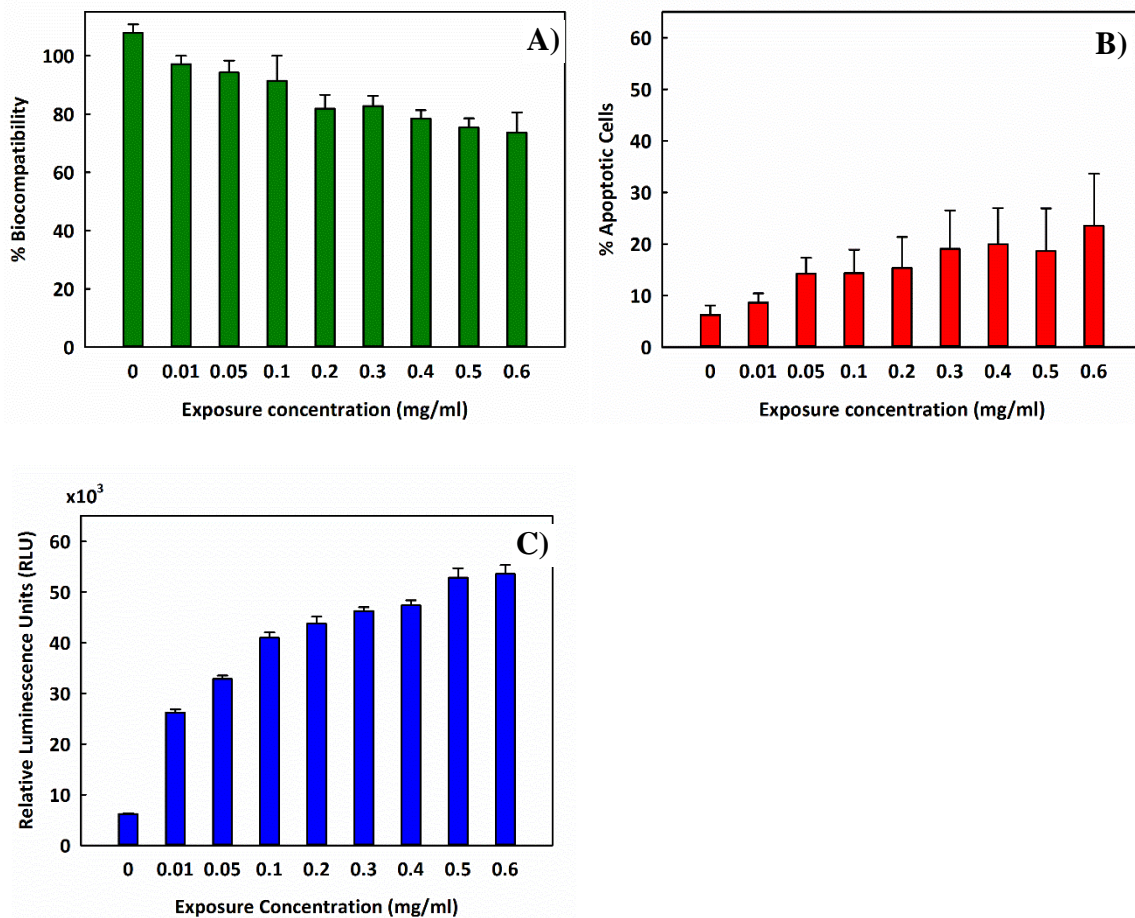 A)
% Biocompatibility
100
80
60
40
20
0
0 0.01 0.05 0.1 0.2 0.3 0.4 0.5 0.6
Exposure concentration (mg/ml)
B)
% Apoptotic Cells
60
50
40
30
20
10
0
0 0.01 0.05 0.1 0.2 0.3 0.4 0.5 0.6
Exposure concentration (mg/ml)
x10³
C)
Relative Luminescence Units (RLU)
60
50
40
30
20
10
0
0 0.01 0.05 0.1 0.2 0.3 0.4 0.5 0.6
Exposure Concentration (mg/ml)